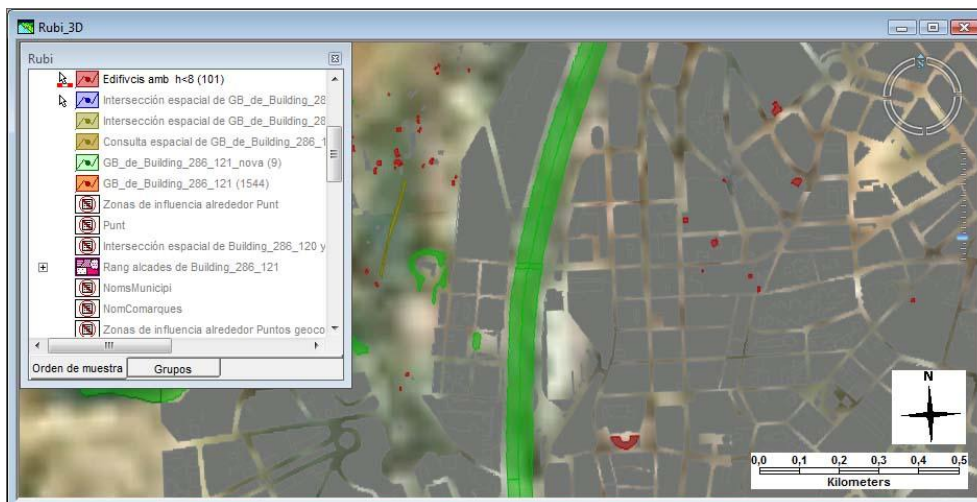 Rubi_3D
Rubi
Edifivcis amb h<8 (101)
Intersección espacial de GB_de_Building_28
Intersección espacial de GB_de_Building_28
Consulta espacial de GB_de_Building_286_1
GB_de_Building_286_121_nova (9)
GB_de_Building_286_121 (1544)
Zonas de influencia alrededor Punt
Punt
Intersección espacial de Building_286_120 y
Rang alcades de Building_286_121
NomsMunicipi
NomComarques
Zonas de influencia alrededor Puntos geoco
Orden de muestra
Grupos
N
0,0 0,1 0,2 0,3 0,4 0,5
Kilometers